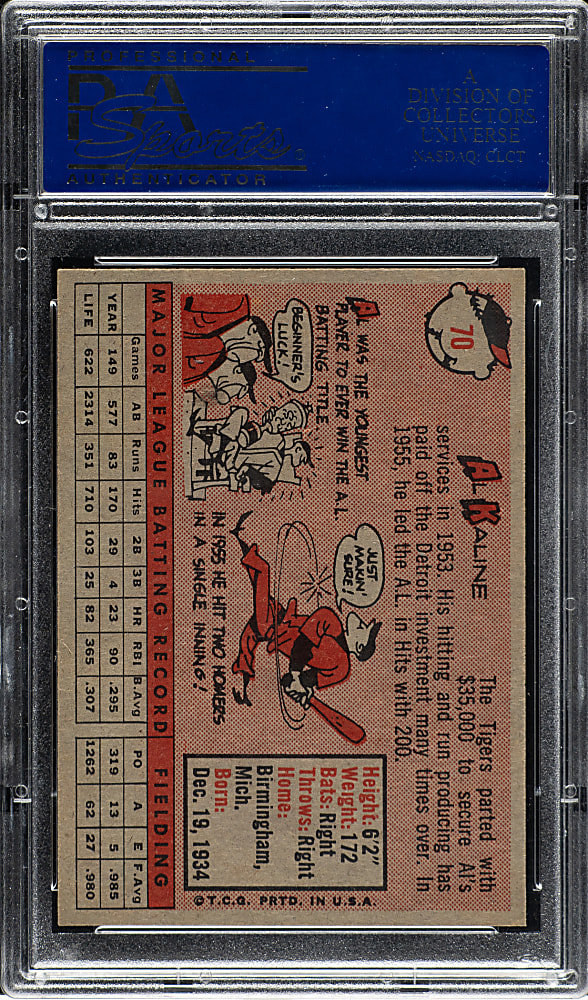 PROFESSIONAL
PSA
Sports
AUTHENTICATOR
A
DIVISION OF
COLLECTORS
UNIVERSE
NASDAQ: CLCT
70
AL KALINE
The Tigers parted with
$35,000 to secure Al's
services in 1953. His hitting and run producing has
paid off the Detroit investment many times over. In
1955, he led the A.L. in Hits with 200.
AL WAS THE YOUNGEST
PLAYER TO EVER WIN THE A.L.
BATTING TITLE.
BEGINNER'S
LUCK!
JUST
MAKIN'
SURE!
IN 1955 HE HIT TWO HOMERS
IN A SINGLE INNING!
Height: 6'2"
Weight: 172
Bats: Right
Throws: Right
Home:
Birmingham,
Mich.
Born:
Dec. 19, 1934
MAJOR LEAGUE BATTING RECORD FIELDING
Games AB Runs Hits 2B 3B HR RBI B.Avg PO A E F.Avg
YEAR 149 577 83 170 29 4 23 90 .295 319 13 5 .985
LIFE 622 2314 351 710 103 25 82 365 .307 1262 62 27 .980
©T.C.G. PRTD. IN U.S.A.